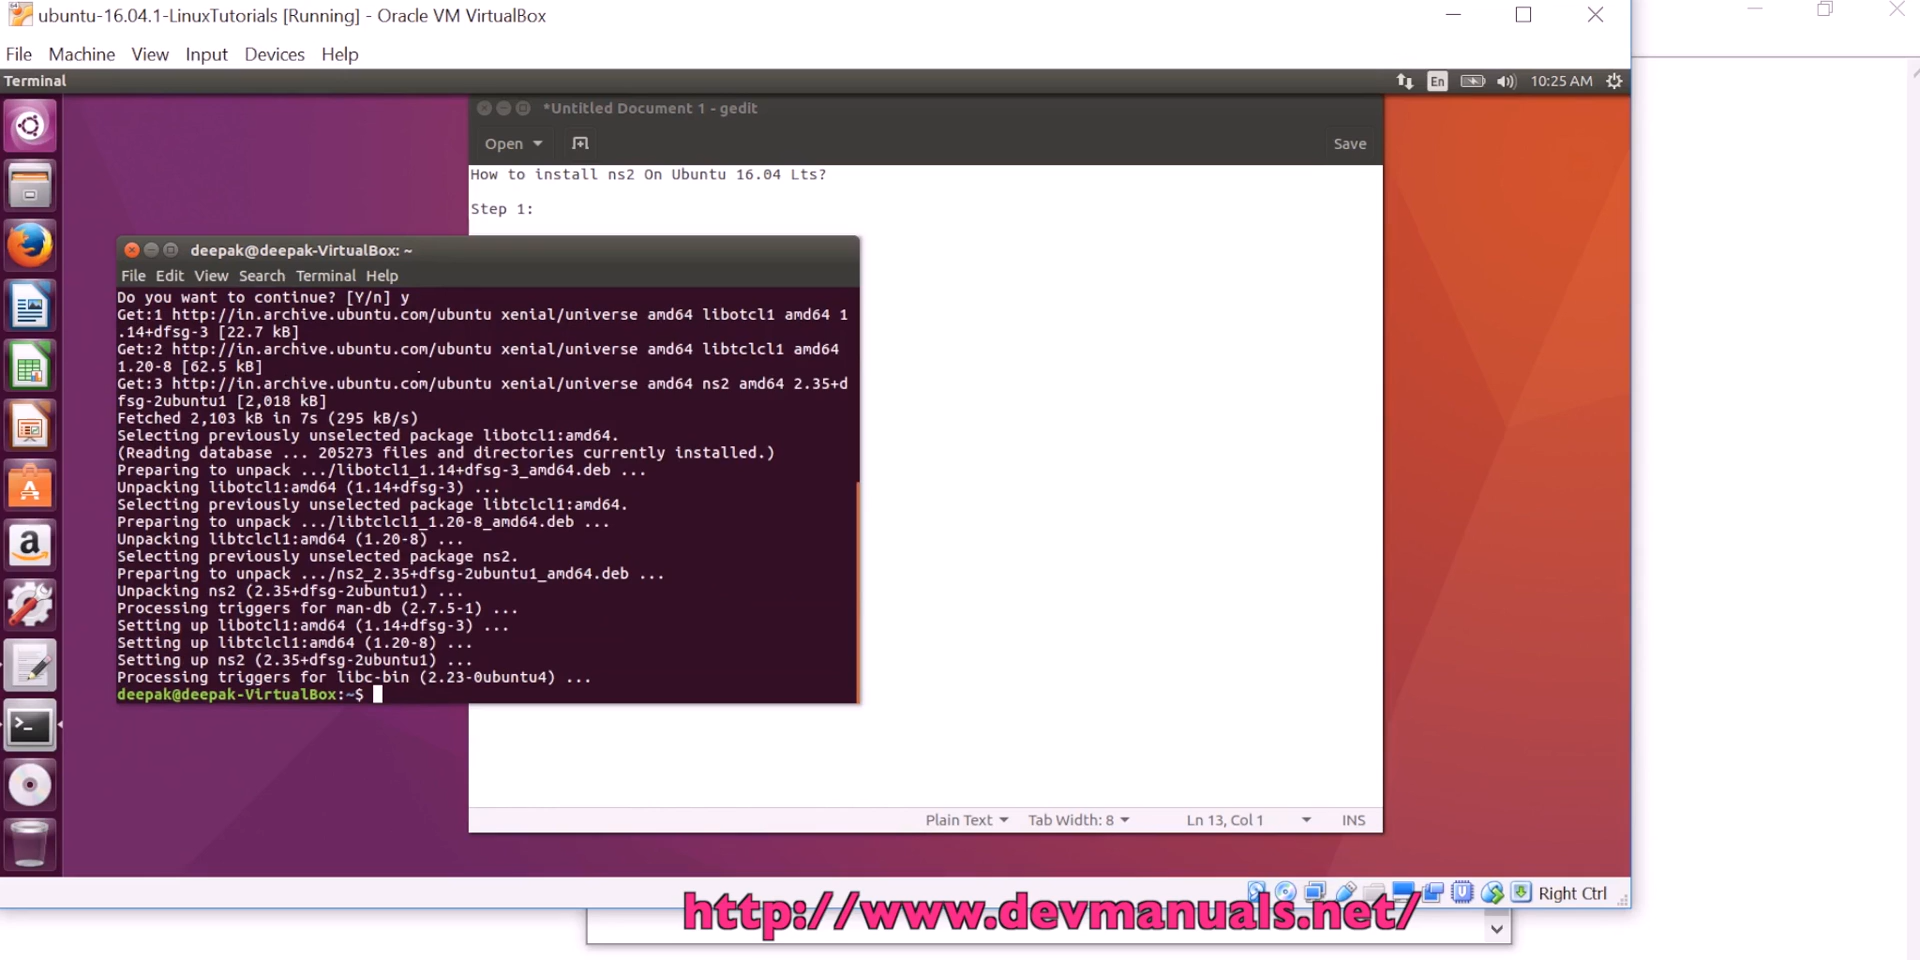 ubuntu-16.04.1-LinuxTutorials [Running] - Oracle VM VirtualBox
File Machine View Input Devices Help
Terminal
En
10:25 AM
*Untitled Document 1 - gedit
Open
Save
How to install ns2 On Ubuntu 16.04 Lts?
Step 1:
deepak@deepak-VirtualBox: ~
File Edit View Search Terminal Help
Do you want to continue? [Y/n] y
Get:1 http://in.archive.ubuntu.com/ubuntu xenial/universe amd64 libotcl1 amd64 1
.14+dfsg-3 [22.7 kB]
Get:2 http://in.archive.ubuntu.com/ubuntu xenial/universe amd64 libtclcl1 amd64
1.20-8 [62.5 kB]
Get:3 http://in.archive.ubuntu.com/ubuntu xenial/universe amd64 ns2 amd64 2.35+d
fsg-2ubuntu1 [2,018 kB]
Fetched 2,103 kB in 7s (295 kB/s)
Selecting previously unselected package libotcl1:amd64.
(Reading database ... 205273 files and directories currently installed.)
Preparing to unpack .../libotcl1_1.14+dfsg-3_amd64.deb ...
Unpacking libotcl1:amd64 (1.14+dfsg-3) ...
Selecting previously unselected package libtclcl1:amd64.
Preparing to unpack .../libtclcl1_1.20-8_amd64.deb ...
Unpacking libtclcl1:amd64 (1.20-8) ...
Selecting previously unselected package ns2.
Preparing to unpack .../ns2_2.35+dfsg-2ubuntu1_amd64.deb ...
Unpacking ns2 (2.35+dfsg-2ubuntu1) ...
Processing triggers for man-db (2.7.5-1) ...
Setting up libotcl1:amd64 (1.14+dfsg-3) ...
Setting up libtclcl1:amd64 (1.20-8) ...
Setting up ns2 (2.35+dfsg-2ubuntu1) ...
Processing triggers for libc-bin (2.23-0ubuntu4) ...
deepak@deepak-VirtualBox:~$
Plain Text Tab Width: 8 Ln 13, Col 1 INS
Right Ctrl
http://www.devmanuals.net/